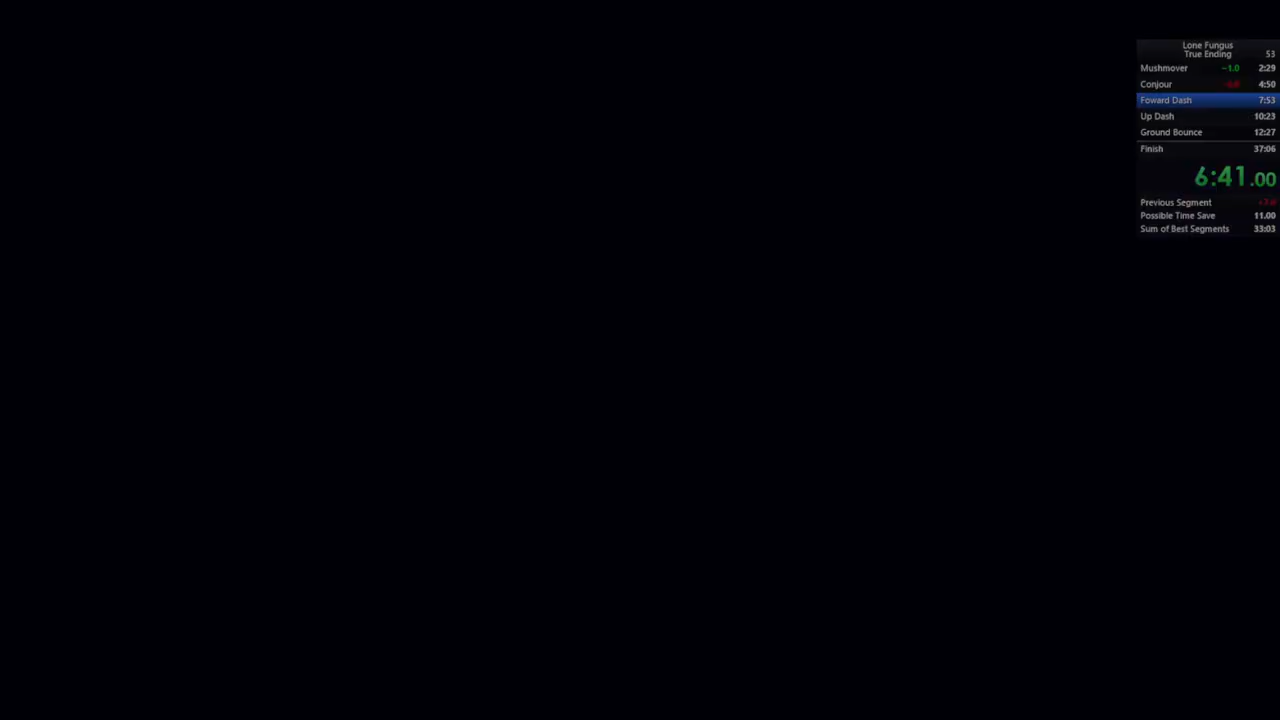 Lone Fungus
True Ending 53
Mushmover −1.0 2:29
Conjour 4:50
Foward Dash 7:53
Up Dash 10:23
Ground Bounce 12:27
Finish 37:06
6:41.00
Previous Segment
Possible Time Save 11.00
Sum of Best Segments 33:03